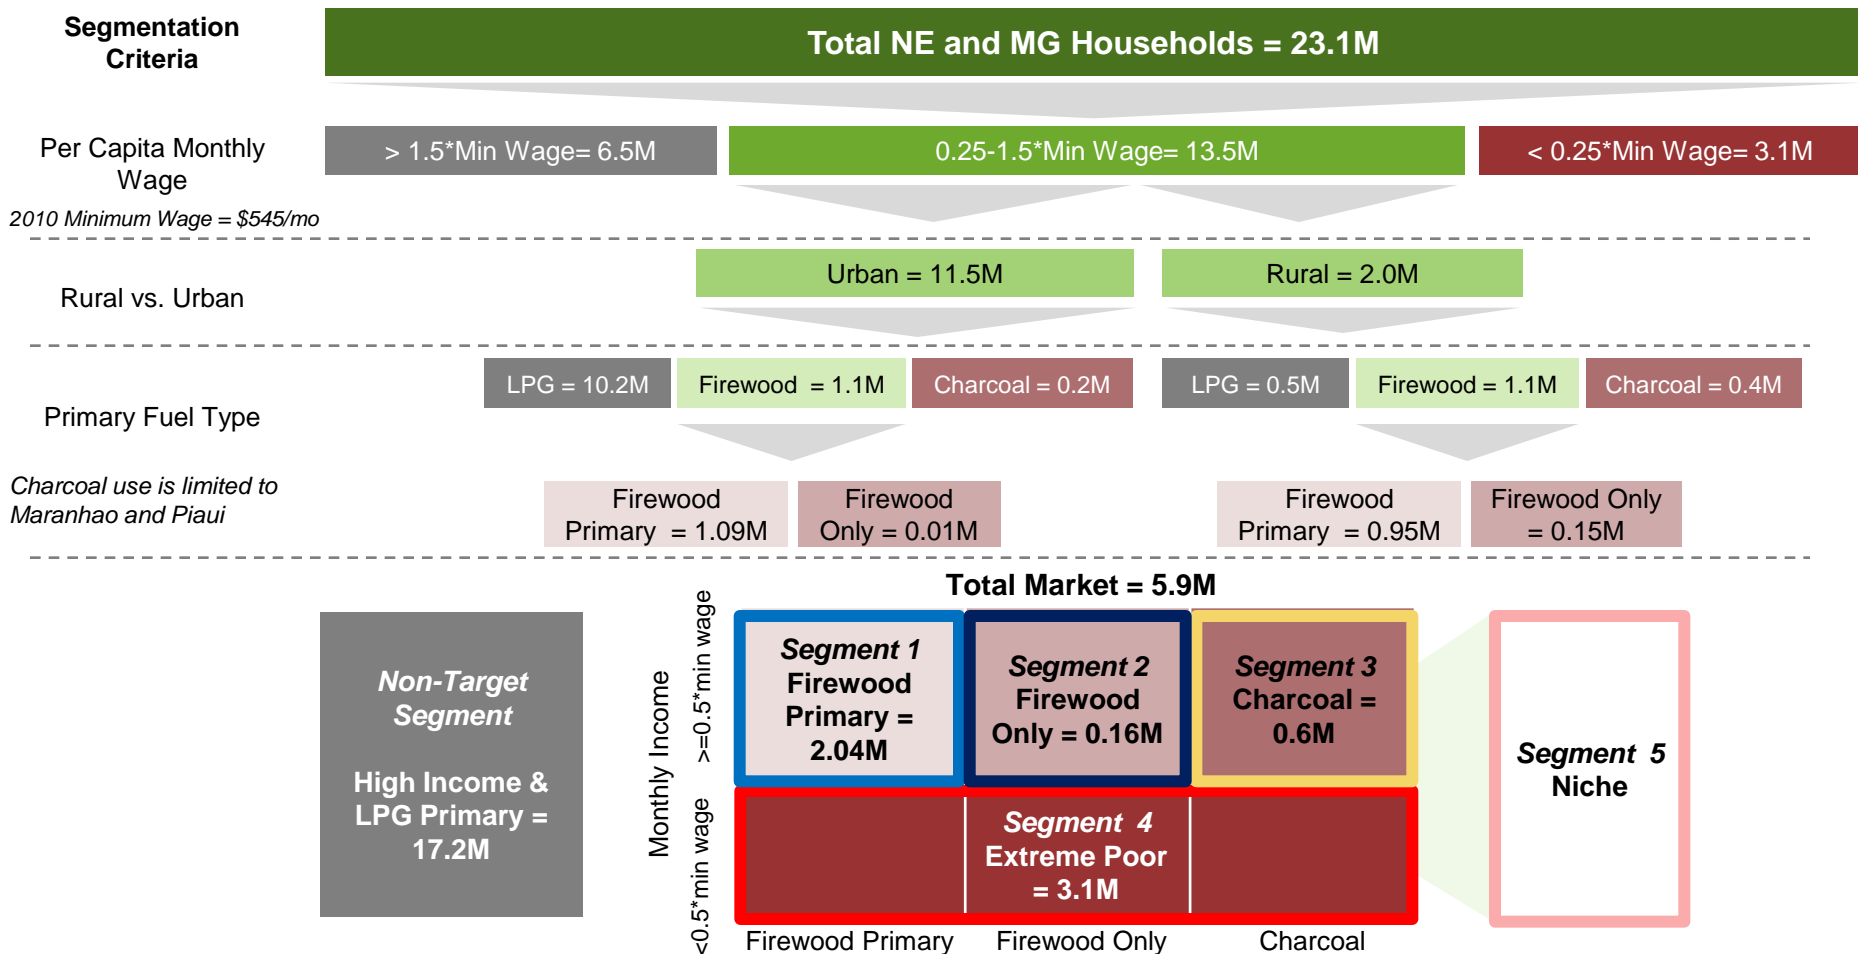 Segmentation
Criteria
Total NE and MG Households = 23.1M
Per Capita Monthly
Wage
> 1.5*Min Wage= 6.5M
0.25-1.5*Min Wage= 13.5M
< 0.25*Min Wage= 3.1M
2010 Minimum Wage = $545/mo
Rural vs. Urban
Urban = 11.5M
Rural = 2.0M
Primary Fuel Type
LPG = 10.2M
Firewood  = 1.1M
Charcoal = 0.2M
LPG = 0.5M
Firewood = 1.1M
Charcoal = 0.4M
Charcoal use is limited to
Maranhao and Piaui
Firewood
Primary  = 1.09M
Firewood
Only = 0.01M
Firewood
Primary = 0.95M
Firewood Only
= 0.15M
Total Market = 5.9M
Non-Target
Segment
High Income &
LPG Primary =
17.2M
Monthly Income
>=0.5*min wage
<0.5*min wage
Segment 1
Firewood
Primary =
2.04M
Segment 2
Firewood
Only = 0.16M
Segment 3
Charcoal =
0.6M
Segment  4
Extreme Poor
= 3.1M
Firewood Primary
Firewood Only
Charcoal
Segment  5
Niche